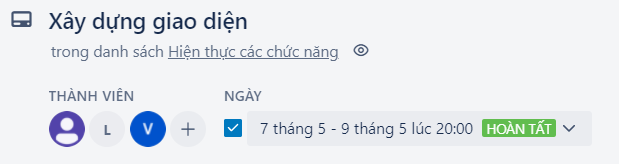 Xây dựng giao diện
trong danh sách Hiện thực các chức năng
THÀNH VIÊN NGÀY
L V 7 tháng 5 - 9 tháng 5 lúc 20:00 HOÀN TẤT